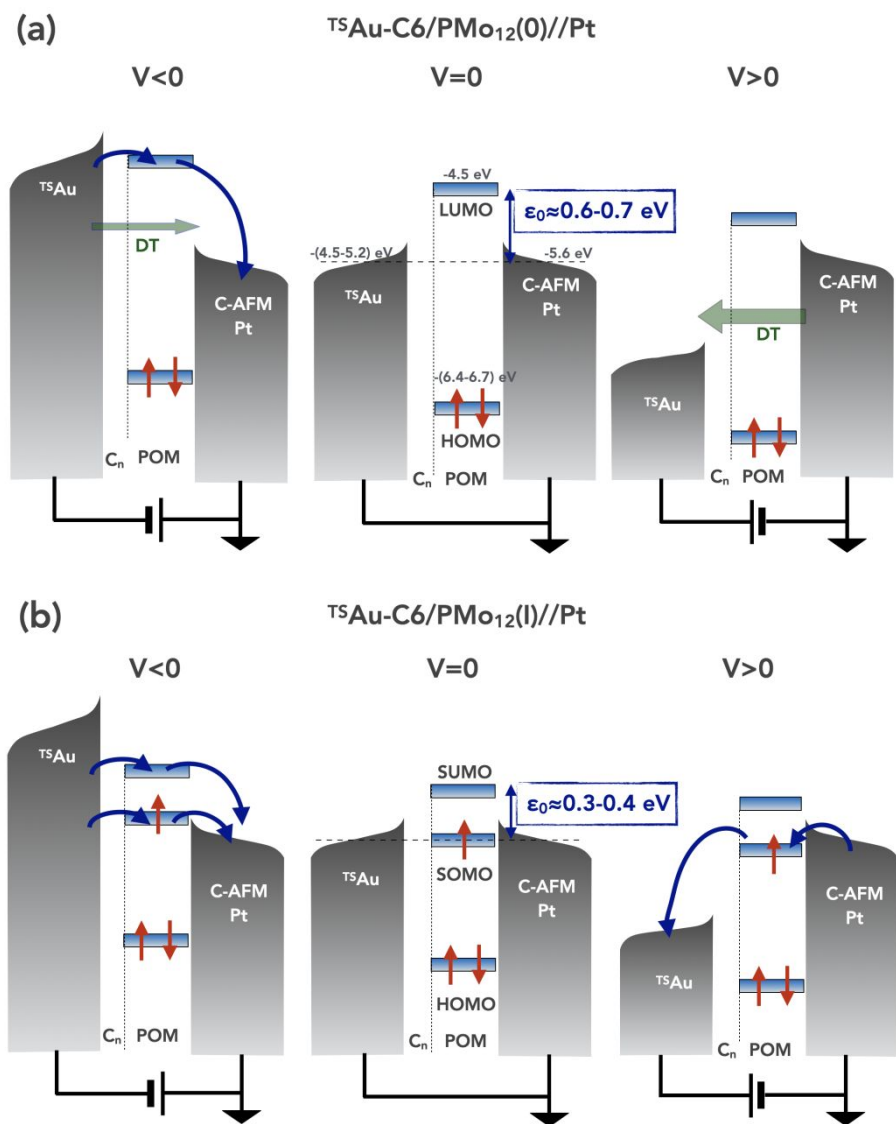 (a)
ᵀˢAu-C6/PMo₁₂(0)//Pt
V<0
V=0
V>0
ᵀˢAu
DT
C-AFM
Pt
Cₙ
POM
-4.5 eV
LUMO
ε₀≈0.6-0.7 eV
-(4.5-5.2) eV
-5.6 eV
ᵀˢAu
C-AFM
Pt
-(6.4-6.7) eV
HOMO
Cₙ
POM
C-AFM
Pt
DT
ᵀˢAu
Cₙ
POM
(b)
ᵀˢAu-C6/PMo₁₂(I)//Pt
V<0
V=0
V>0
ᵀˢAu
C-AFM
Pt
Cₙ
POM
SUMO
ε₀≈0.3-0.4 eV
ᵀˢAu
SOMO
C-AFM
Pt
HOMO
Cₙ
POM
C-AFM
Pt
ᵀˢAu
Cₙ
POM